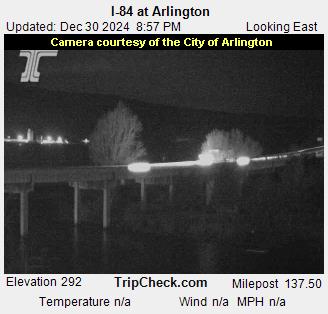 I-84 at Arlington
Updated: Dec 30 2024 8:57 PM Looking East
Camera courtesy of the City of Arlington
Elevation 292 TripCheck.com Milepost 137.50
Temperature n/a Wind n/a MPH n/a